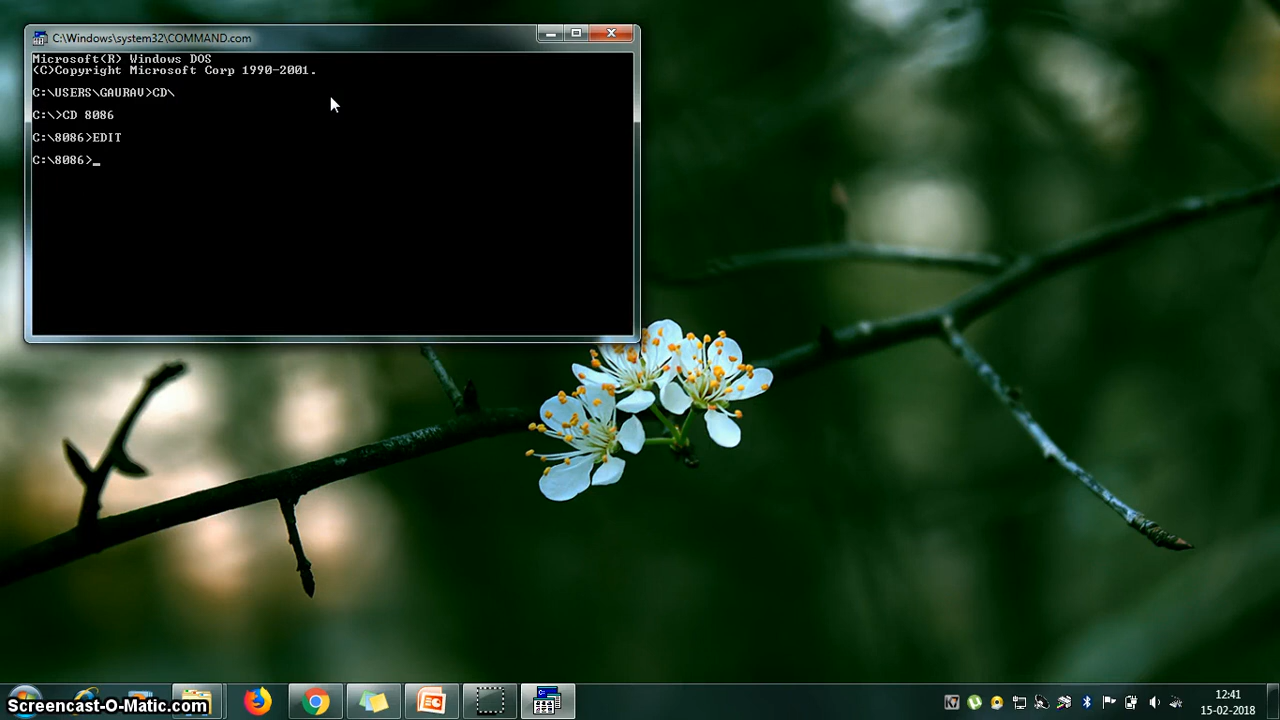 C:\Windows\system32\COMMAND.com
Microsoft(R) Windows DOS
(C)Copyright Microsoft Corp 1990-2001.
C:\USERS\GAURAV>CD\
C:\>CD 8086
C:\8086>EDIT
C:\8086>_
Screencast-O-Matic.com
12:41
15-02-2018